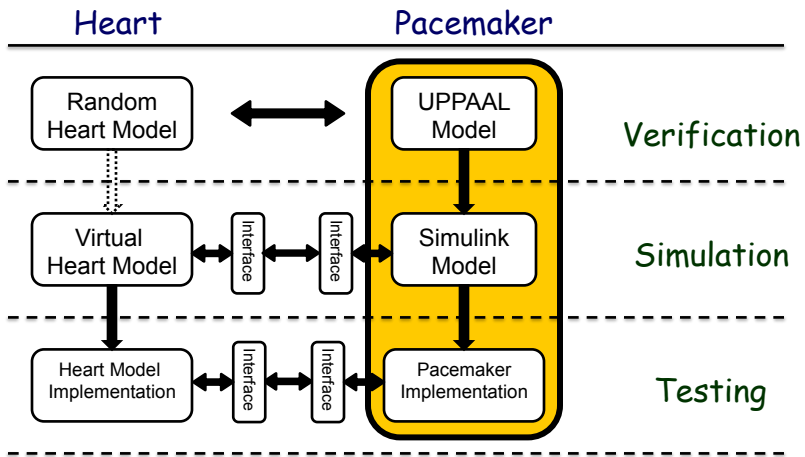 Heart
Pacemaker
Random
Heart Model
UPPAAL
Model
Verification
Virtual
Heart Model
Interface
Interface
Simulink
Model
Simulation
Heart Model
Implementation
Interface
Interface
Pacemaker
Implementation
Testing